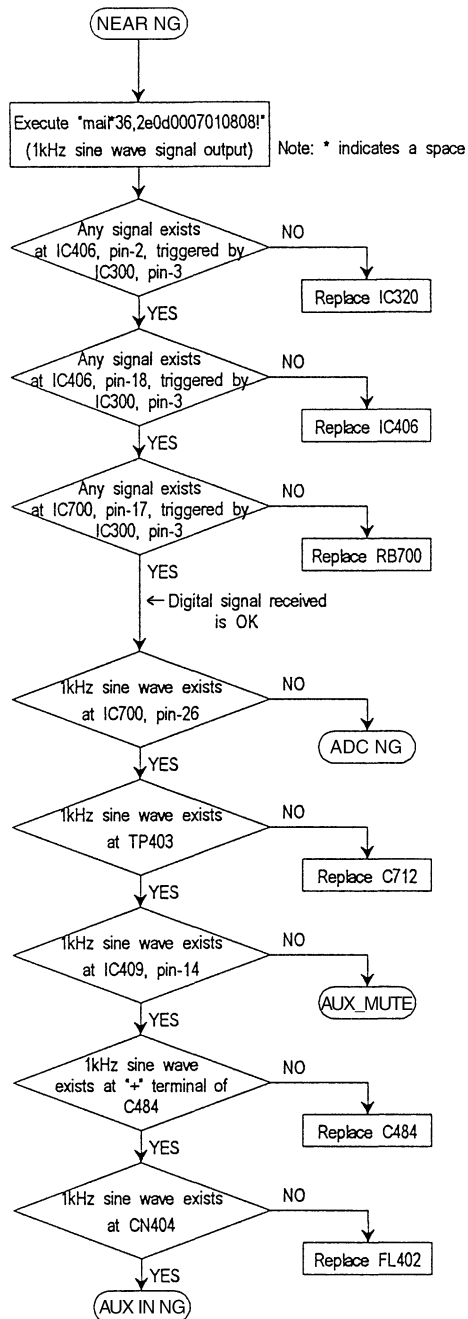 NEAR NG
Execute "mail*36,2e0d0007010808!"
(1kHz sine wave signal output)
Note: * indicates a space
Any signal exists
at IC406, pin-2, triggered by
IC300, pin-3
NO
Replace IC320
YES
Any signal exists
at IC406, pin-18, triggered by
IC300, pin-3
NO
Replace IC406
YES
Any signal exists
at IC700, pin-17, triggered by
IC300, pin-3
NO
Replace RB700
YES
← Digital signal received
is OK
1kHz sine wave exists
at IC700, pin-26
NO
ADC NG
YES
1kHz sine wave exists
at TP403
NO
Replace C712
YES
1kHz sine wave exists
at IC409, pin-14
NO
AUX_MUTE
YES
1kHz sine wave
exists at "+" terminal of
C484
NO
Replace C484
YES
1kHz sine wave exists
at CN404
NO
Replace FL402
YES
AUX IN NG